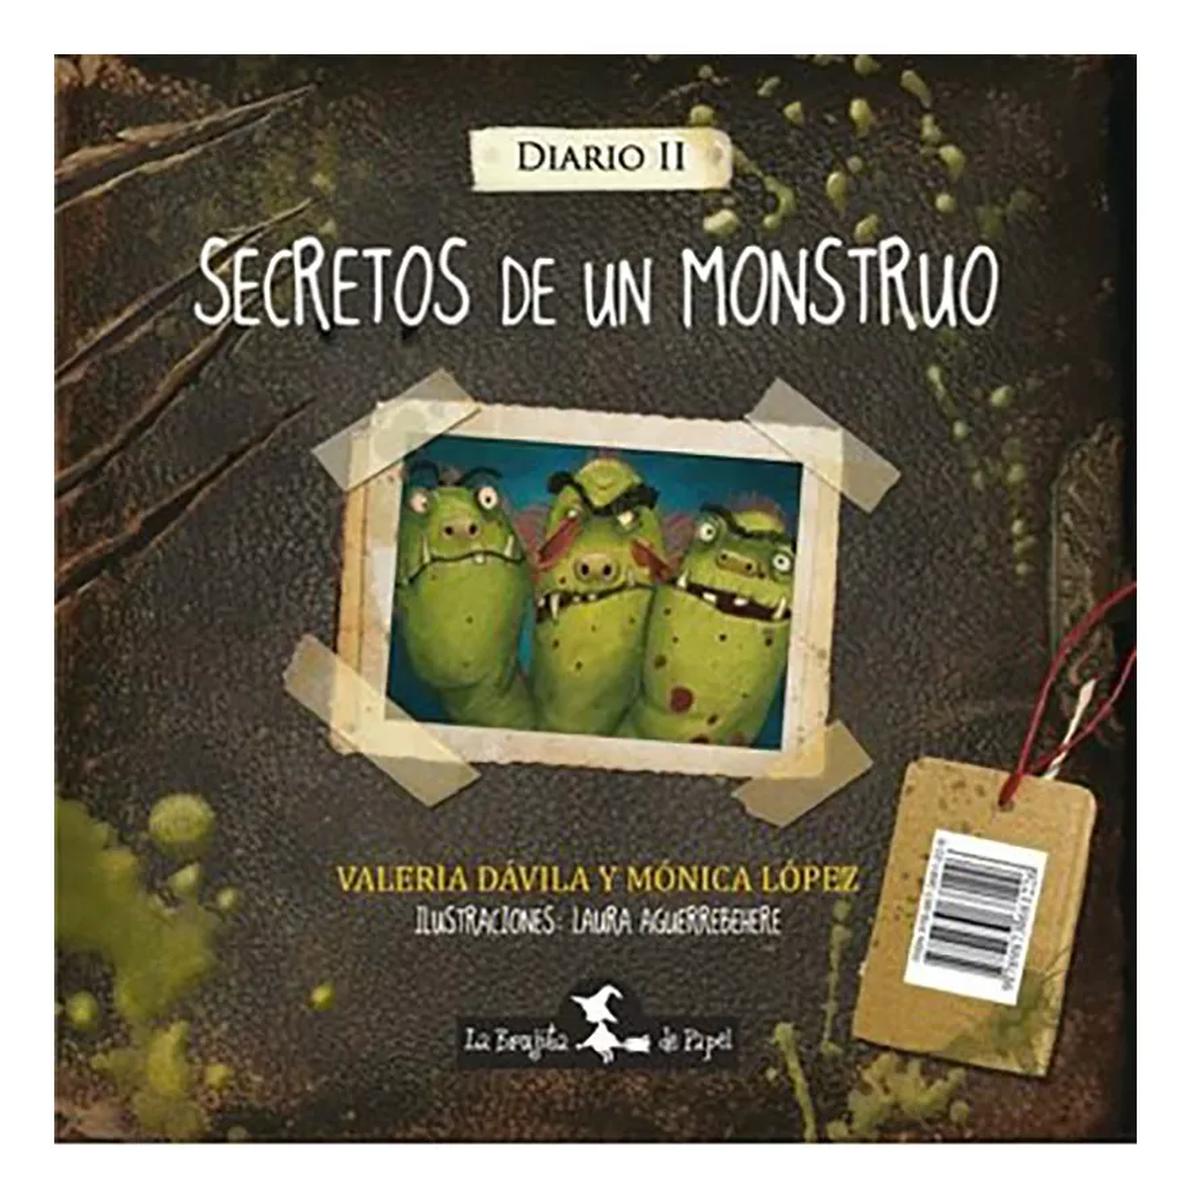 DIARIO II
SECRETOS DE UN MONSTRUO
VALERIA DÁVILA Y MÓNICA LÓPEZ
ILUSTRACIONES: LAURA AGUERREBEHERE
La Brujita de Papel